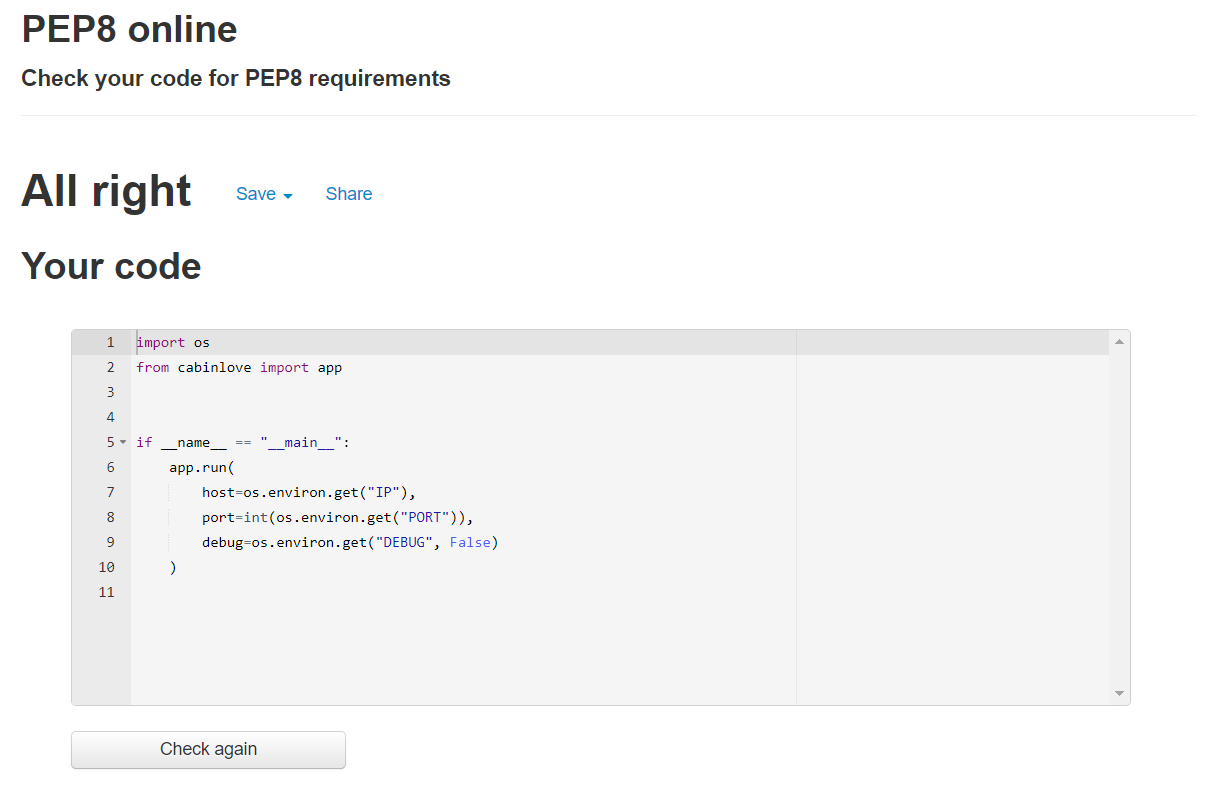 PEP8 online
Check your code for PEP8 requirements
All right Save Share
Your code
1 import os
2 from cabinlove import app
3
4
5 if __name__ == "__main__":
6     app.run(
7         host=os.environ.get("IP"),
8         port=int(os.environ.get("PORT")),
9         debug=os.environ.get("DEBUG", False)
10     )
11
Check again